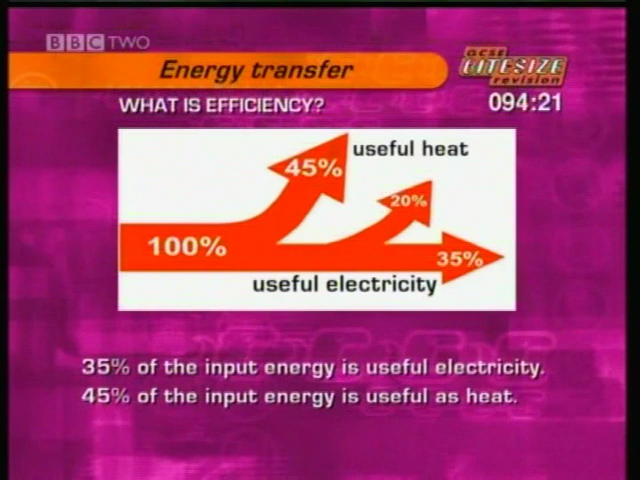 BBC TWO
Energy transfer
GCSE
BITESIZE
revision
WHAT IS EFFICIENCY?
094:21
useful heat
45%
20%
100%
35%
useful electricity
35% of the input energy is useful electricity.
45% of the input energy is useful as heat.